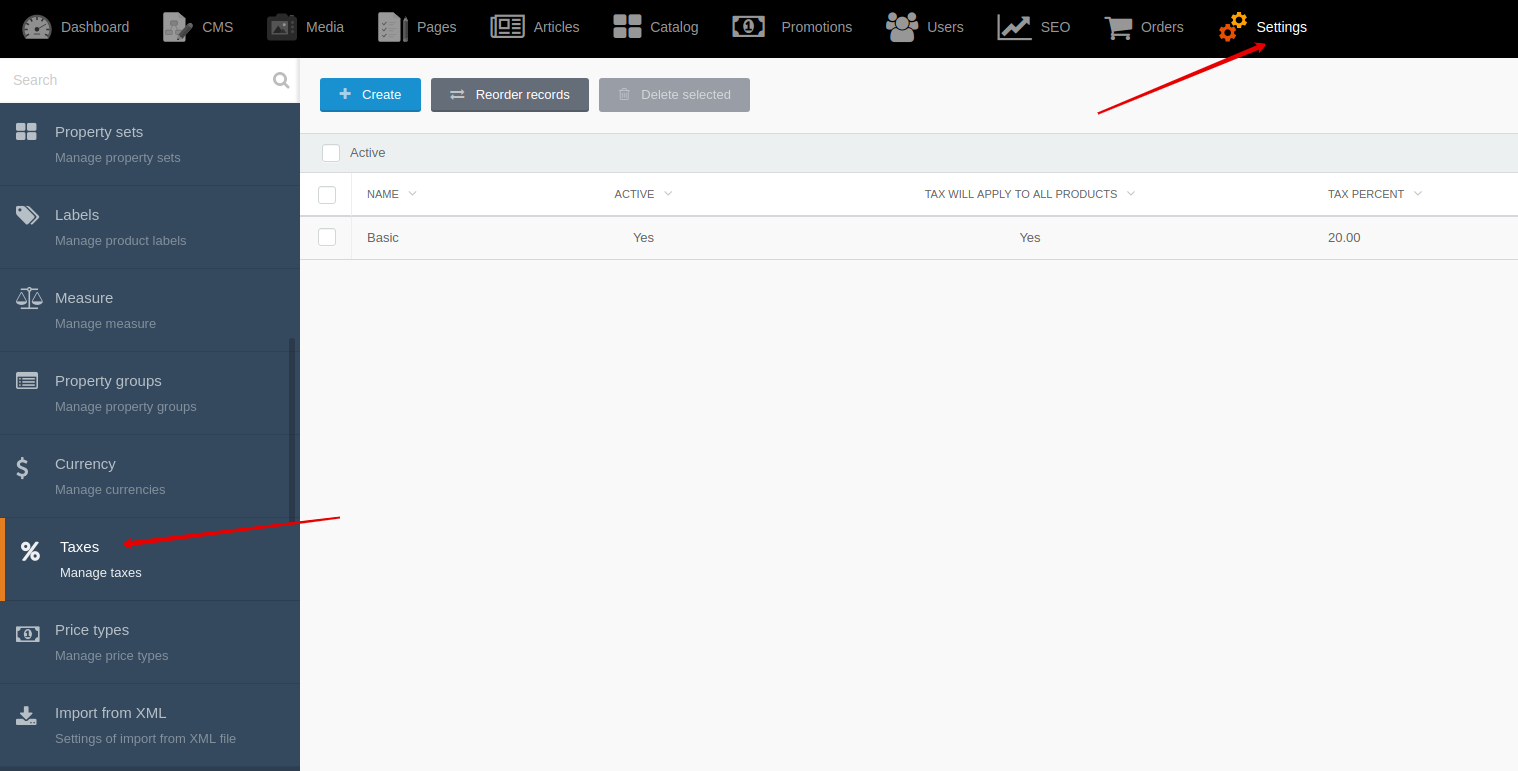 Dashboard CMS Media Pages Articles Catalog Promotions Users SEO Orders Settings
Search
Create Reorder records Delete selected
Active
NAME ACTIVE TAX WILL APPLY TO ALL PRODUCTS TAX PERCENT
Basic Yes Yes 20.00
Property sets
Manage property sets
Labels
Manage product labels
Measure
Manage measure
Property groups
Manage property groups
Currency
Manage currencies
Taxes
Manage taxes
Price types
Manage price types
Import from XML
Settings of import from XML file